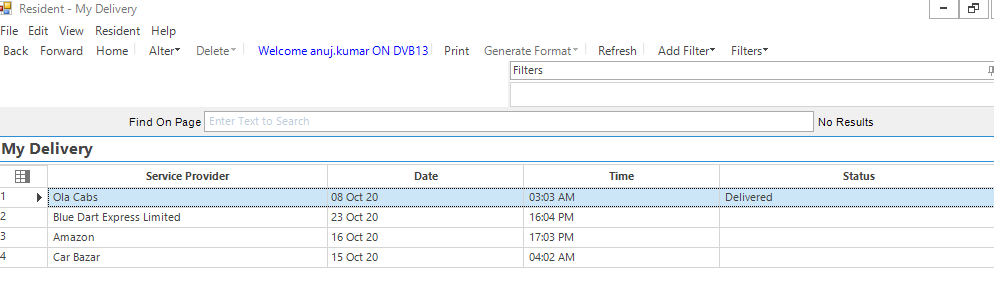 Resident - My Delivery
File Edit View Resident Help
Back Forward Home Alter Delete Welcome anuj.kumar ON DVB13 Print Generate Format Refresh Add Filter Filters
Filters
Find On Page Enter Text to Search No Results
My Delivery
Service Provider Date Time Status
1 Ola Cabs 08 Oct 20 03:03 AM Delivered
2 Blue Dart Express Limited 23 Oct 20 16:04 PM
3 Amazon 16 Oct 20 17:03 PM
4 Car Bazar 15 Oct 20 04:02 AM